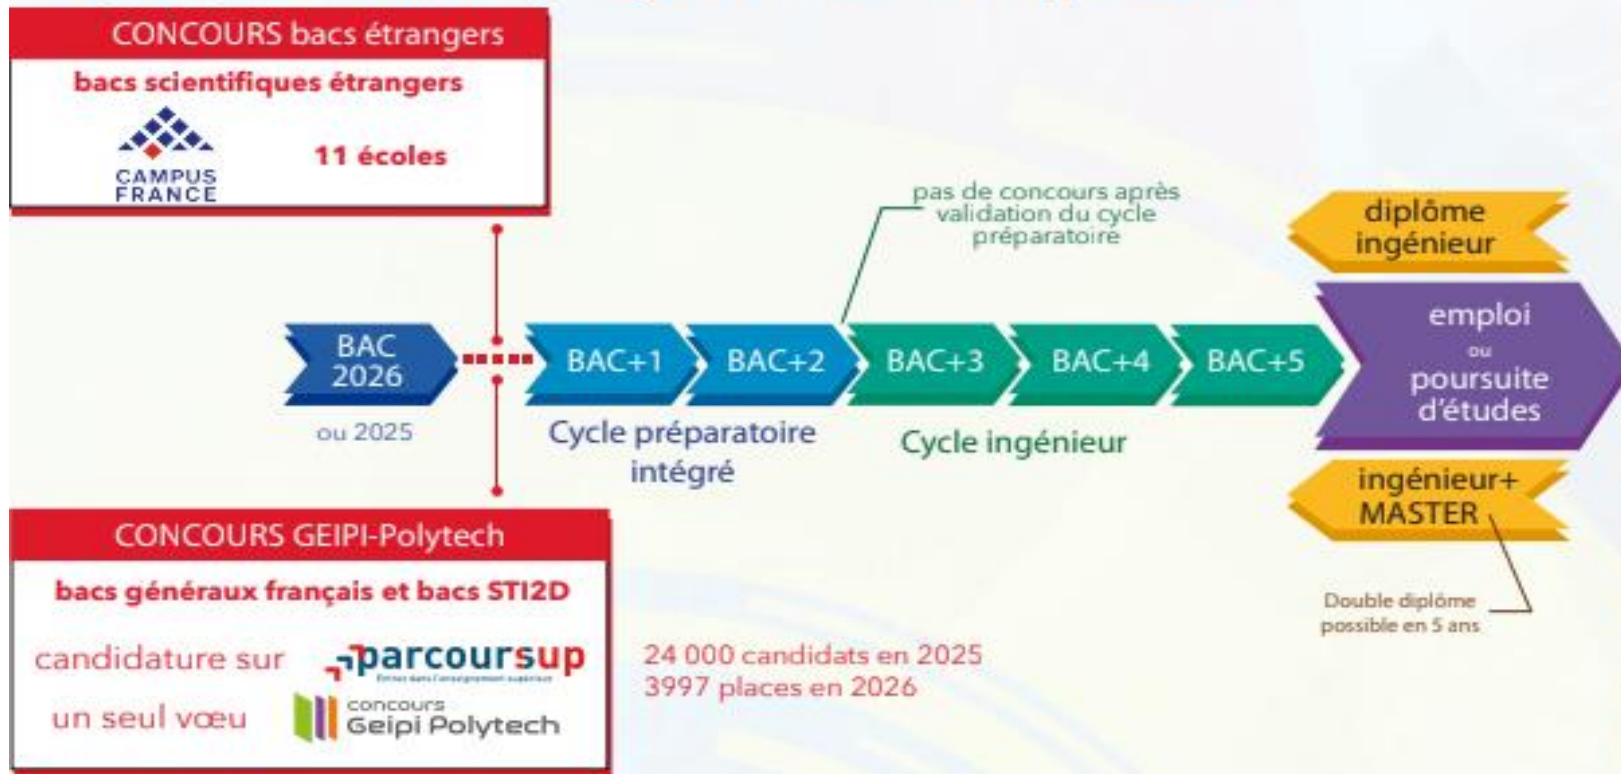 CONCOURS bacs étrangers
bacs scientifiques étrangers
CAMPUS
FRANCE
11 écoles
pas de concours après
validation du cycle
préparatoire
diplôme
ingénieur
BAC
2026
ou 2025
BAC+1
BAC+2
BAC+3
BAC+4
BAC+5
emploi
ou
poursuite
d'études
Cycle préparatoire
intégré
Cycle ingénieur
ingénieur+
MASTER
Double diplôme
possible en 5 ans
CONCOURS GEIPI-Polytech
bacs généraux français et bacs STI2D
candidature sur
parcoursup
Entrez dans l'enseignement supérieur
un seul vœu
concours
Geipi Polytech
24 000 candidats en 2025
3997 places en 2026